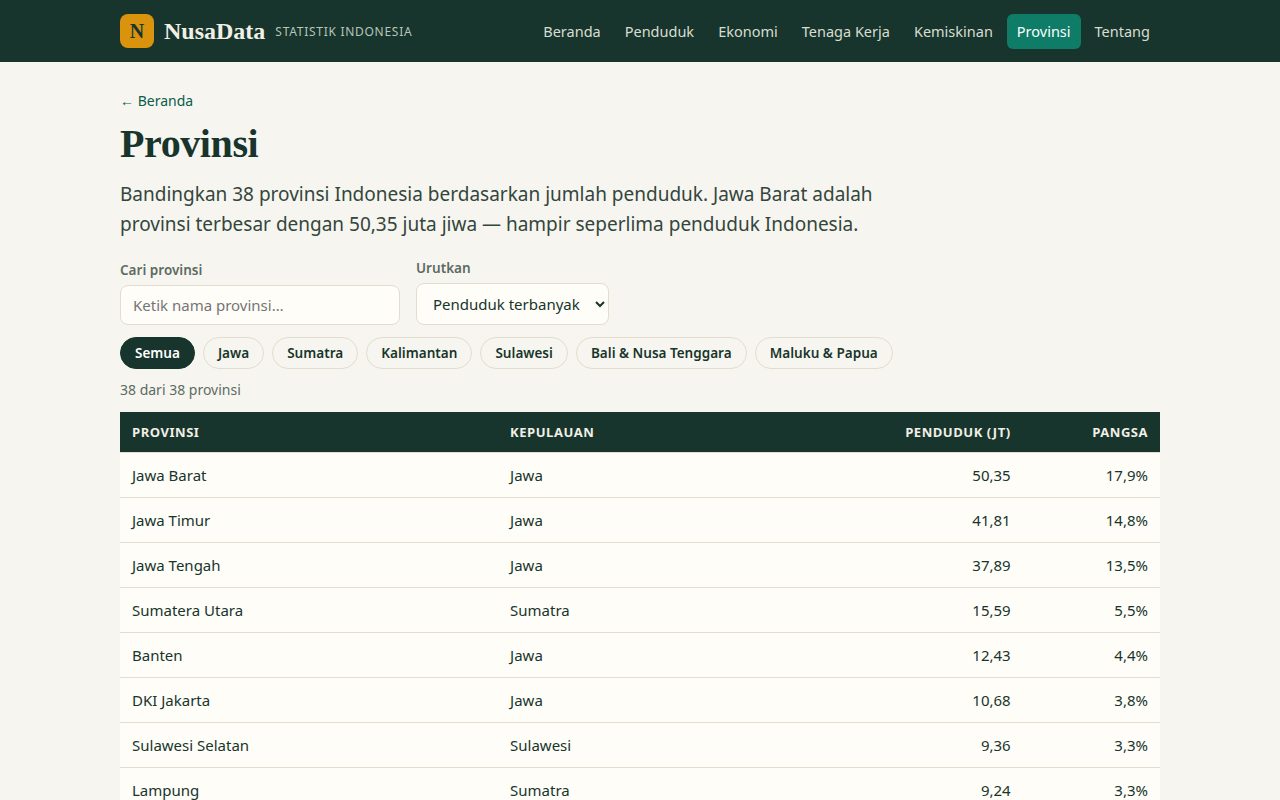 N NusaData STATISTIK INDONESIA Beranda Penduduk Ekonomi Tenaga Kerja Kemiskinan Provinsi Tentang
← Beranda
Provinsi
Bandingkan 38 provinsi Indonesia berdasarkan jumlah penduduk. Jawa Barat adalah
provinsi terbesar dengan 50,35 juta jiwa — hampir seperlima penduduk Indonesia.
Cari provinsi Urutkan
Ketik nama provinsi... Penduduk terbanyak
Semua Jawa Sumatra Kalimantan Sulawesi Bali & Nusa Tenggara Maluku & Papua
38 dari 38 provinsi
PROVINSI KEPULAUAN PENDUDUK (JT) PANGSA
Jawa Barat Jawa 50,35 17,9%
Jawa Timur Jawa 41,81 14,8%
Jawa Tengah Jawa 37,89 13,5%
Sumatera Utara Sumatra 15,59 5,5%
Banten Jawa 12,43 4,4%
DKI Jakarta Jawa 10,68 3,8%
Sulawesi Selatan Sulawesi 9,36 3,3%
Lampung Sumatra 9,24 3,3%